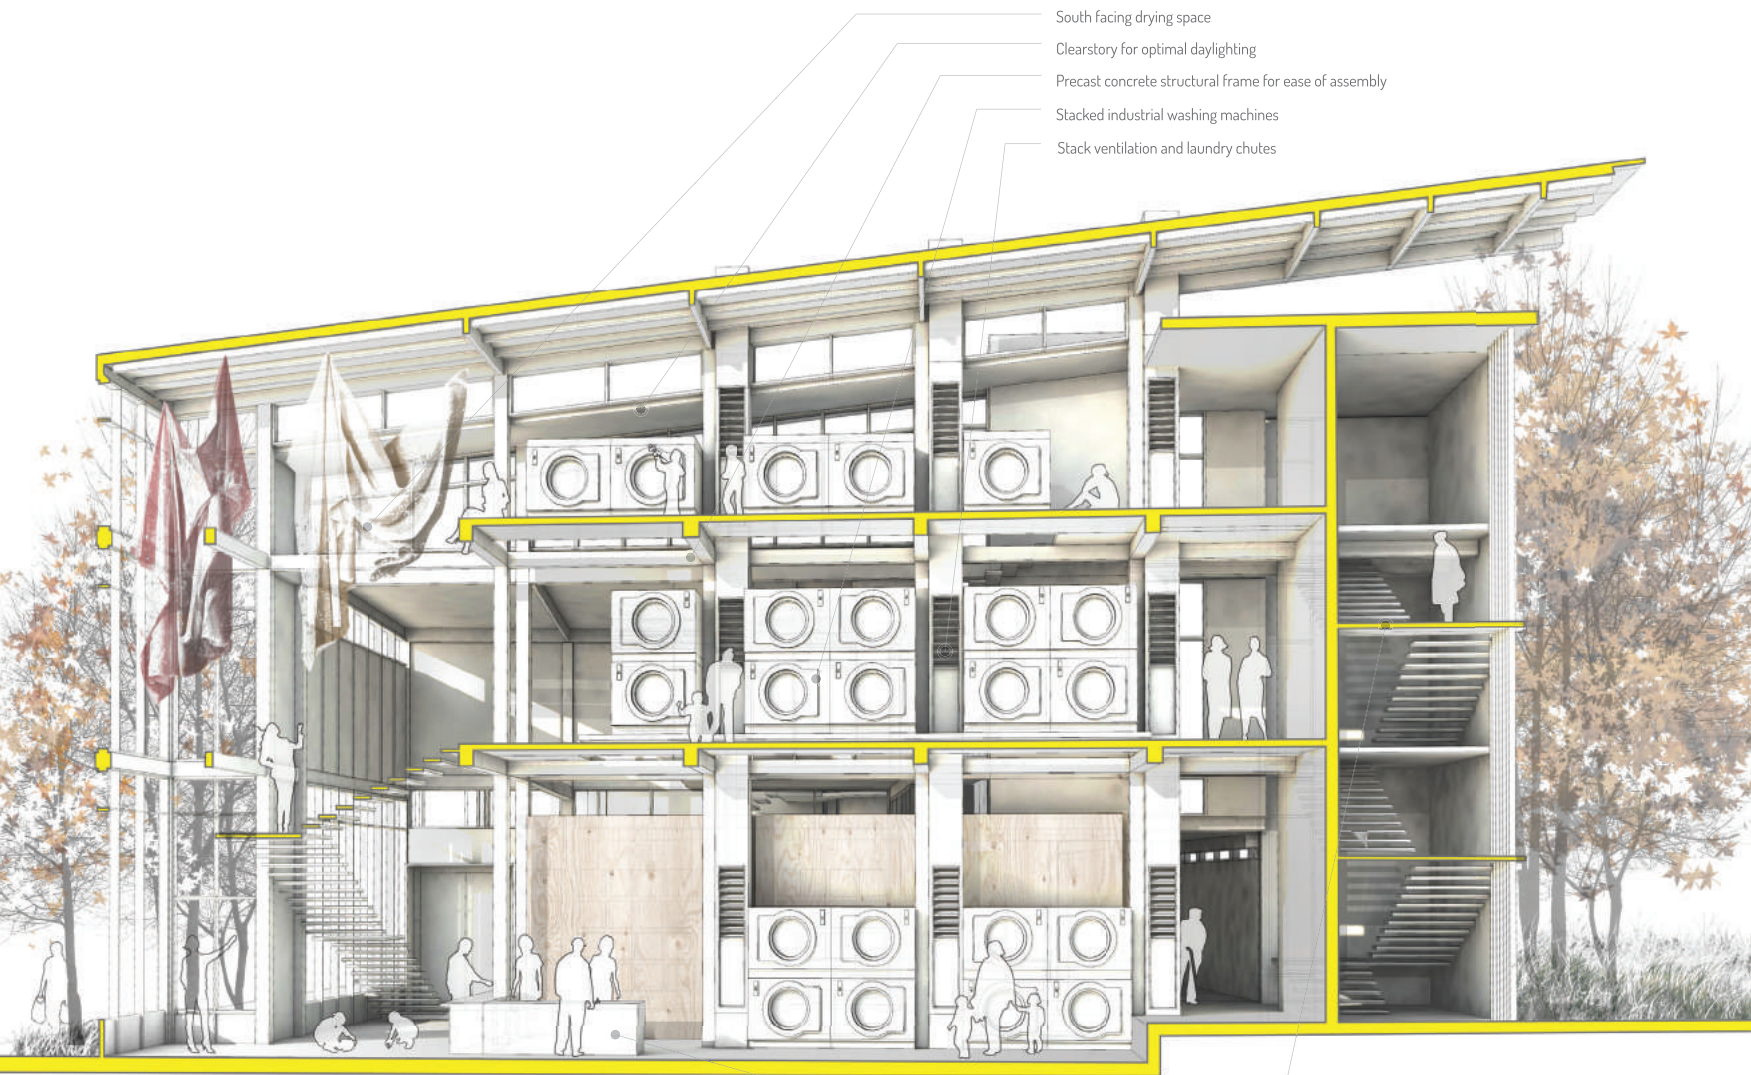 South facing drying space
Clearstory for optimal daylighting
Precast concrete structural frame for ease of assembly
Stacked industrial washing machines
Stack ventilation and laundry chutes